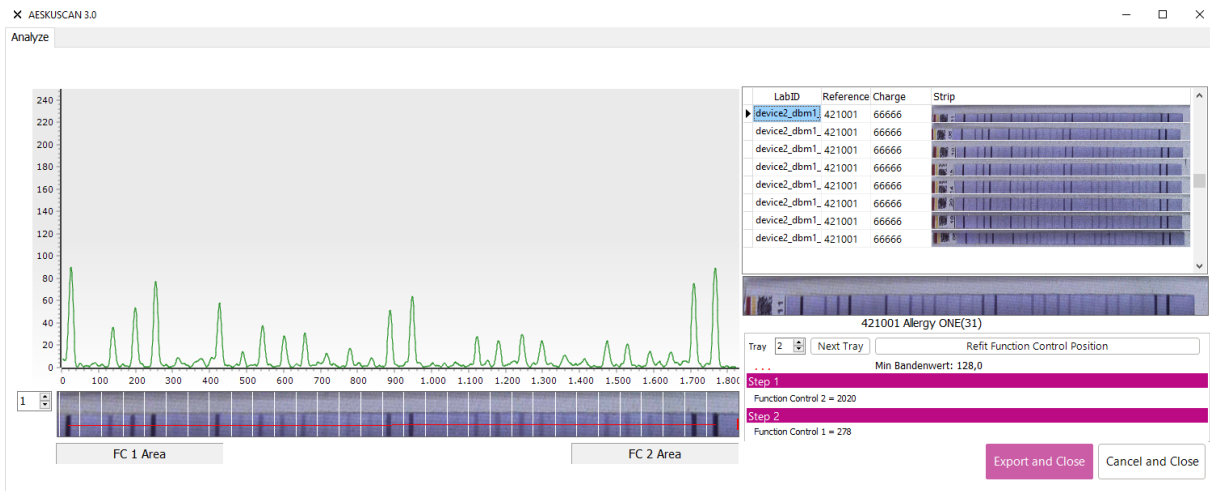 AESKUSCAN 3.0
Analyze
240
220
200
180
160
140
120
100
80
60
40
20
0
0 100 200 300 400 500 600 700 800 900 1.000 1.100 1.200 1.300 1.400 1.500 1.600 1.700 1.800
1
FC 1 Area FC 2 Area
LabID Reference Charge Strip
device2_dbm1_ 421001 66666
device2_dbm1_ 421001 66666
device2_dbm1_ 421001 66666
device2_dbm1_ 421001 66666
device2_dbm1_ 421001 66666
device2_dbm1_ 421001 66666
device2_dbm1_ 421001 66666
device2_dbm1_ 421001 66666
421001 Allergy ONE(31)
Tray 2 Next Tray Refit Function Control Position
... Min Bandenwert: 128,0
Step 1
Function Control 2 = 2020
Step 2
Function Control 1 = 278
Export and Close Cancel and Close